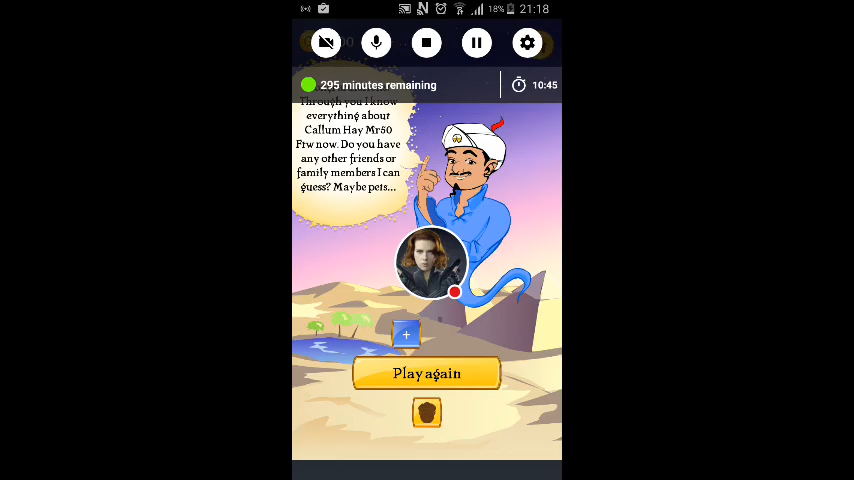 18% 21:18
295 minutes remaining
10:45
Through you I know
everything about
Callum Hay Mr50
Ftw now. Do you have
any other friends or
family members I can
guess? Maybe pets...
+
Play again